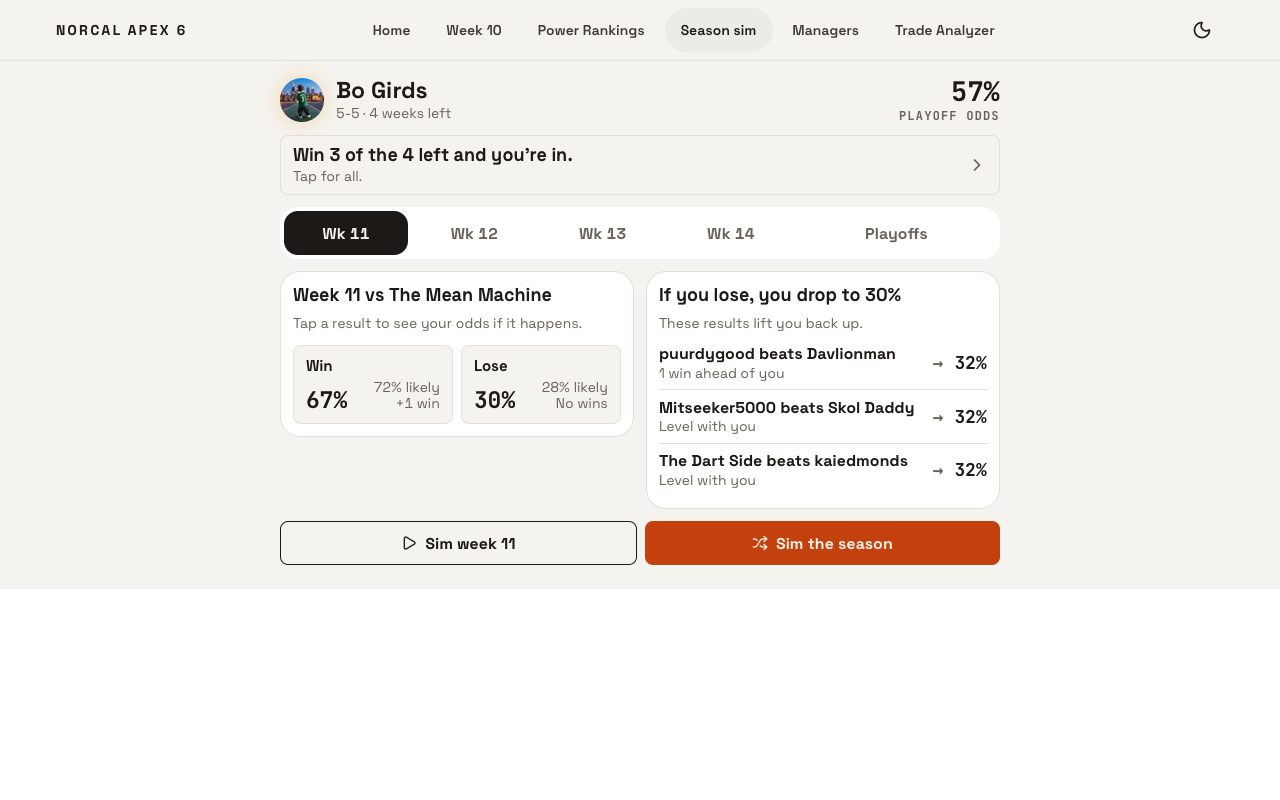 NORCAL APEX 6
Home
Week 10
Power Rankings
Season sim
Managers
Trade Analyzer
Bo Girds
5-5 · 4 weeks left
57%
PLAYOFF ODDS
Win 3 of the 4 left and you’re in.
Tap for all.
Wk 11
Wk 12
Wk 13
Wk 14
Playoffs
Week 11 vs The Mean Machine
Tap a result to see your odds if it happens.
Win
67%
72% likely
+1 win
Lose
30%
28% likely
No wins
If you lose, you drop to 30%
These results lift you back up.
puurdygood beats Davlionman
1 win ahead of you
→ 32%
Mitseeker5000 beats Skol Daddy
Level with you
→ 32%
The Dart Side beats kaiedmonds
Level with you
→ 32%
Sim week 11
Sim the season